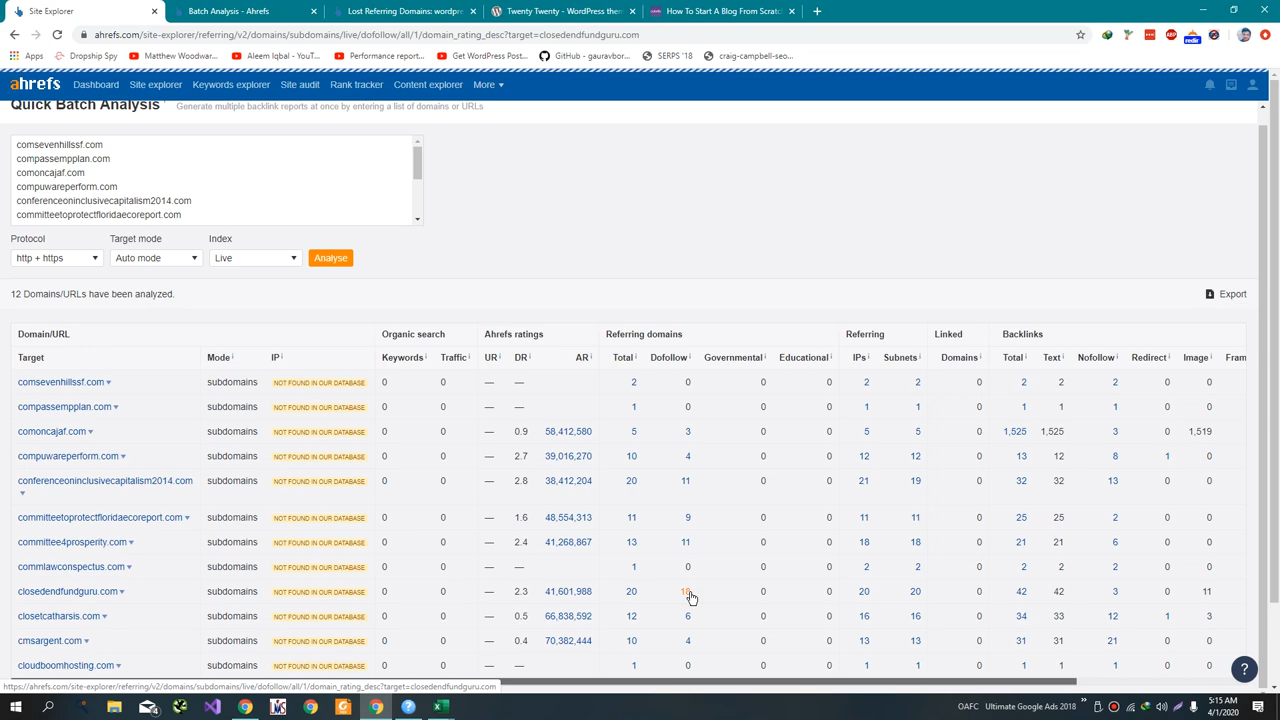 Site Explorer
Batch Analysis - Ahrefs
Lost Referring Domains: wordpre
Twenty Twenty - WordPress them
How To Start A Blog From Scratch
ahrefs.com/site-explorer/referring/v2/domains/subdomains/live/dofollow/all/1/domain_rating_desc?target=closedendfundguru.com
Apps Dropship Spy Matthew Woodwar... Aleem Iqbal - YouT... Performance report... Get WordPress Post... GitHub - gauravbor... SERPS '18 craig-campbell-seo...
ahrefs Dashboard Site explorer Keywords explorer Site audit Rank tracker Content explorer More
Quick Batch Analysis Generate multiple backlink reports at once by entering a list of domains or URLs
comsevenhillssf.com
compassempplan.com
comoncajaf.com
compuwareperform.com
conferenceoninclusivecapitalism2014.com
committeetoprotectfloridaecoreport.com
Protocol Target mode Index
http + https Auto mode Live Analyse
12 Domains/URLs have been analyzed. Export
Domain/URL Organic search Ahrefs ratings Referring domains Referring Linked Backlinks
Target Mode IP Keywords Traffic UR DR AR Total Dofollow Governmental Educational IPs Subnets Domains Total Text Nofollow Redirect Image Fram
comsevenhillssf.com subdomains NOT FOUND IN OUR DATABASE 0 0 — — 2 0 0 0 2 2 0 2 2 2 0 0
compassempplan.com subdomains NOT FOUND IN OUR DATABASE 0 0 — — 1 0 0 0 1 1 0 1 1 1 0 0
comoncajaf.com subdomains NOT FOUND IN OUR DATABASE 0 0 — 0.9 58,412,580 5 3 0 0 5 5 0 1,525 1,525 3 0 1,519
compuwareperform.com subdomains NOT FOUND IN OUR DATABASE 0 0 — 2.7 39,016,270 10 4 0 0 12 12 0 13 12 8 1 0
conferenceoninclusivecapitalism2014.com subdomains NOT FOUND IN OUR DATABASE 0 0 — 2.8 38,412,204 20 11 0 0 21 19 0 32 32 13 0 0
committeetoprotectfloridaecoreport.com subdomains NOT FOUND IN OUR DATABASE 0 0 — 1.6 48,554,313 11 9 0 0 11 11 0 25 25 2 0 0
committee4prosperity.com subdomains NOT FOUND IN OUR DATABASE 0 0 — 2.4 41,268,867 13 11 0 0 18 18 0 21 21 6 0 0
commlawconspectus.com subdomains NOT FOUND IN OUR DATABASE 0 0 — — 1 0 0 0 2 2 0 2 2 2 0 0
closedendfundguru.com subdomains NOT FOUND IN OUR DATABASE 0 0 — 2.3 41,601,988 20 0 0 20 20 0 42 42 3 0 11
closetcatharsis.com subdomains NOT FOUND IN OUR DATABASE 0 0 — 0.5 66,838,592 12 6 0 0 16 16 0 34 33 12 1 3
cmsargent.com subdomains NOT FOUND IN OUR DATABASE 0 0 — 0.4 70,382,444 10 4 0 0 13 13 0 31 31 21 0 0
cloudboomhosting.com subdomains NOT FOUND IN OUR DATABASE 0 0 — — 1 0 0 0 1 1 0 1 1 1 0 0
https://ahrefs.com/site-explorer/referring/v2/domains/subdomains/live/dofollow/all/1/domain_rating_desc?target=closedendfundguru.com
OAFC Ultimate Google Ads 2018 5:15 AM
4/1/2020